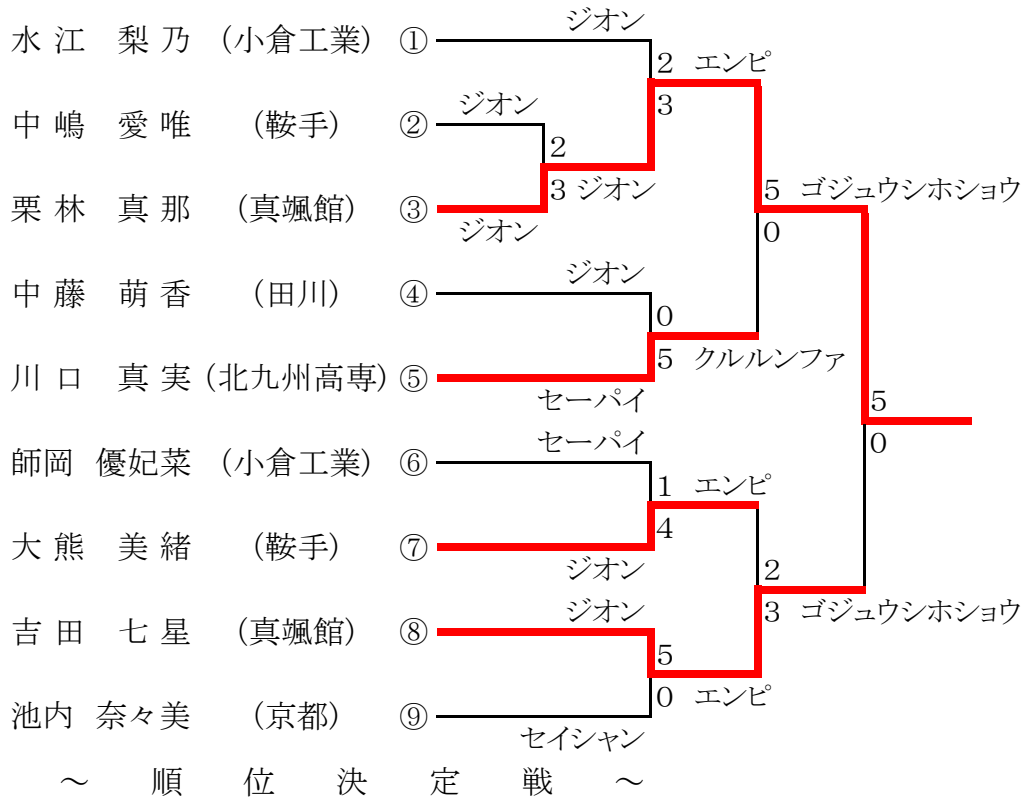 ジオン
水江 梨乃 (小倉工業) ①
2 エンピ
3
ジオン
中嶋 愛唯 (鞍手) ②
2
3 ジオン
5 ゴジュウシホショウ
栗林 真那 (真颯館) ③
ジオン
0
ジオン
中藤 萌香 (田川) ④
0
5 クルルンファ
川口 真実 (北九州高専) ⑤
セーパイ
5
0
セーパイ
師岡 優妃菜 (小倉工業) ⑥
1 エンピ
4
大熊 美緒 (鞍手) ⑦
ジオン
2
3 ゴジュウシホショウ
ジオン
吉田 七星 (真颯館) ⑧
5
0 エンピ
池内 奈々美 (京都) ⑨
セイシャン
～ 順 位 決 定 戦 ～